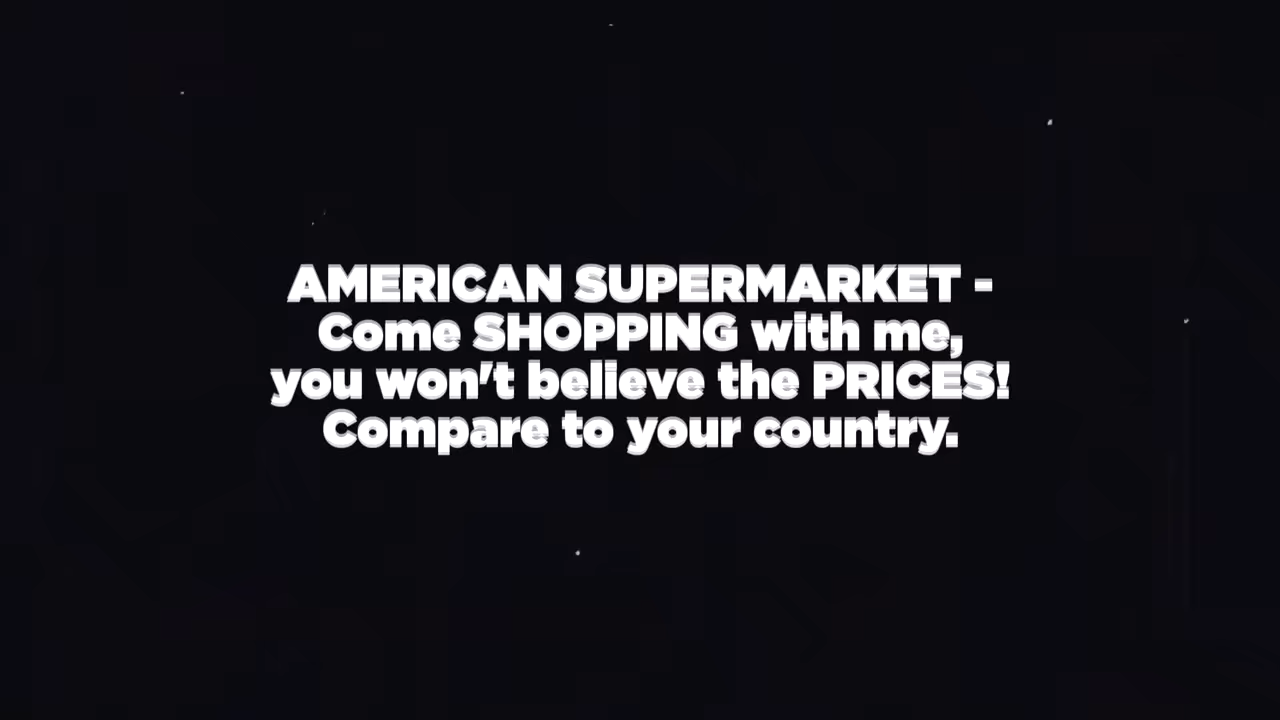 AMERICAN SUPERMARKET -
Come SHOPPING with me,
you won't believe the PRICES!
Compare to your country.